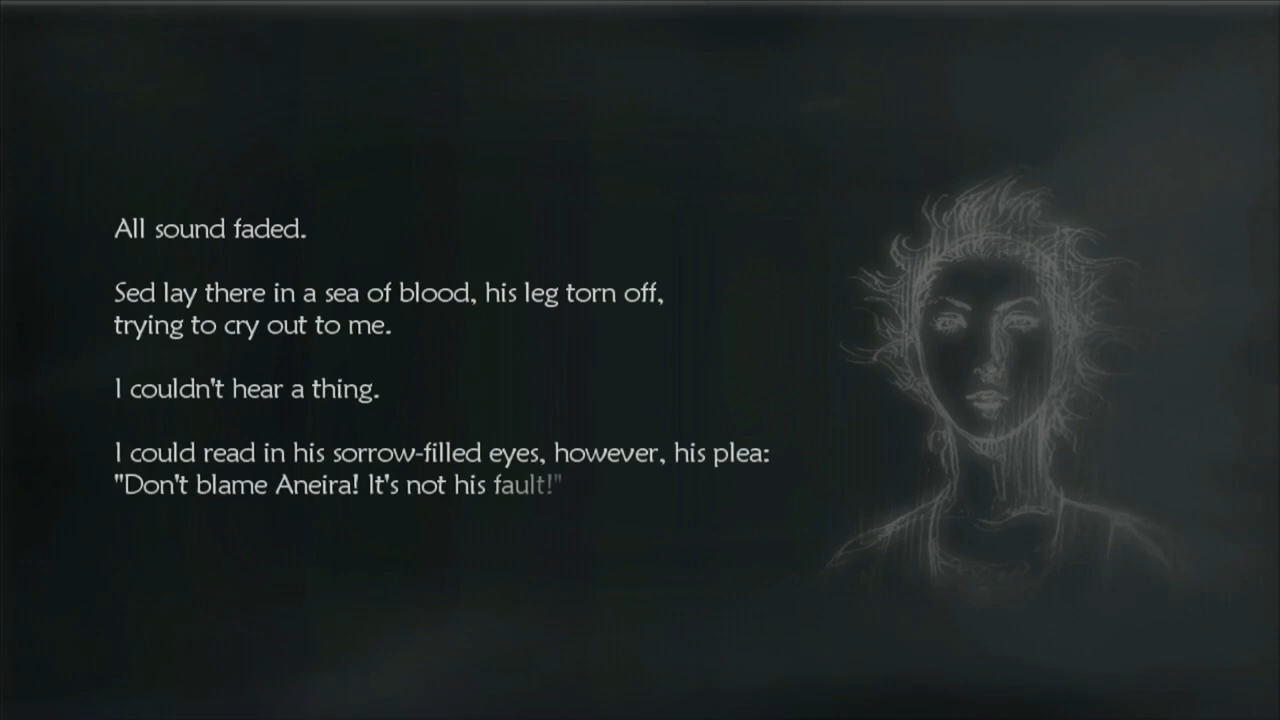 All sound faded.
Sed lay there in a sea of blood, his leg torn off,
trying to cry out to me.
I couldn't hear a thing.
I could read in his sorrow-filled eyes, however, his plea:
"Don't blame Aneira! It's not his fault!"